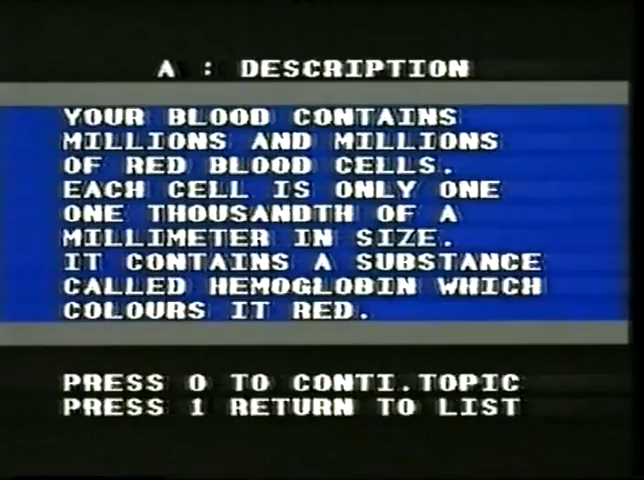 A : DESCRIPTION
YOUR BLOOD CONTAINS
MILLIONS AND MILLIONS
OF RED BLOOD CELLS.
EACH CELL IS ONLY ONE
ONE THOUSANDTH OF A
MILLIMETER IN SIZE.
IT CONTAINS A SUBSTANCE
CALLED HEMOGLOBIN WHICH
COLOURS IT RED.
PRESS 0 TO CONTI.TOPIC
PRESS 1 RETURN TO LIST